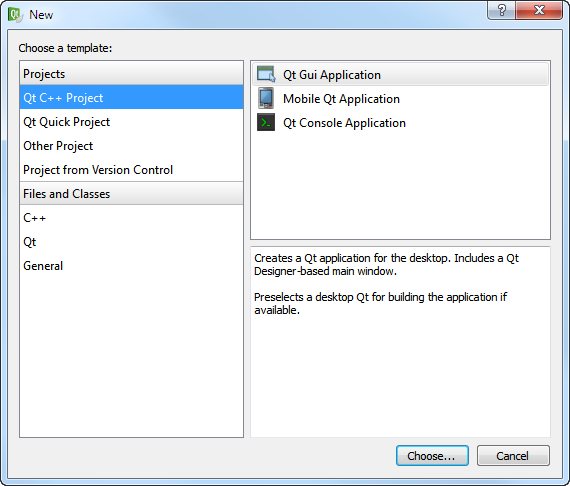 New
Choose a template:
Projects
Qt C++ Project
Qt Quick Project
Other Project
Project from Version Control
Files and Classes
C++
Qt
General
Qt Gui Application
Mobile Qt Application
Qt Console Application
Creates a Qt application for the desktop. Includes a Qt
Designer-based main window.
Preselects a desktop Qt for building the application if
available.
Choose...
Cancel